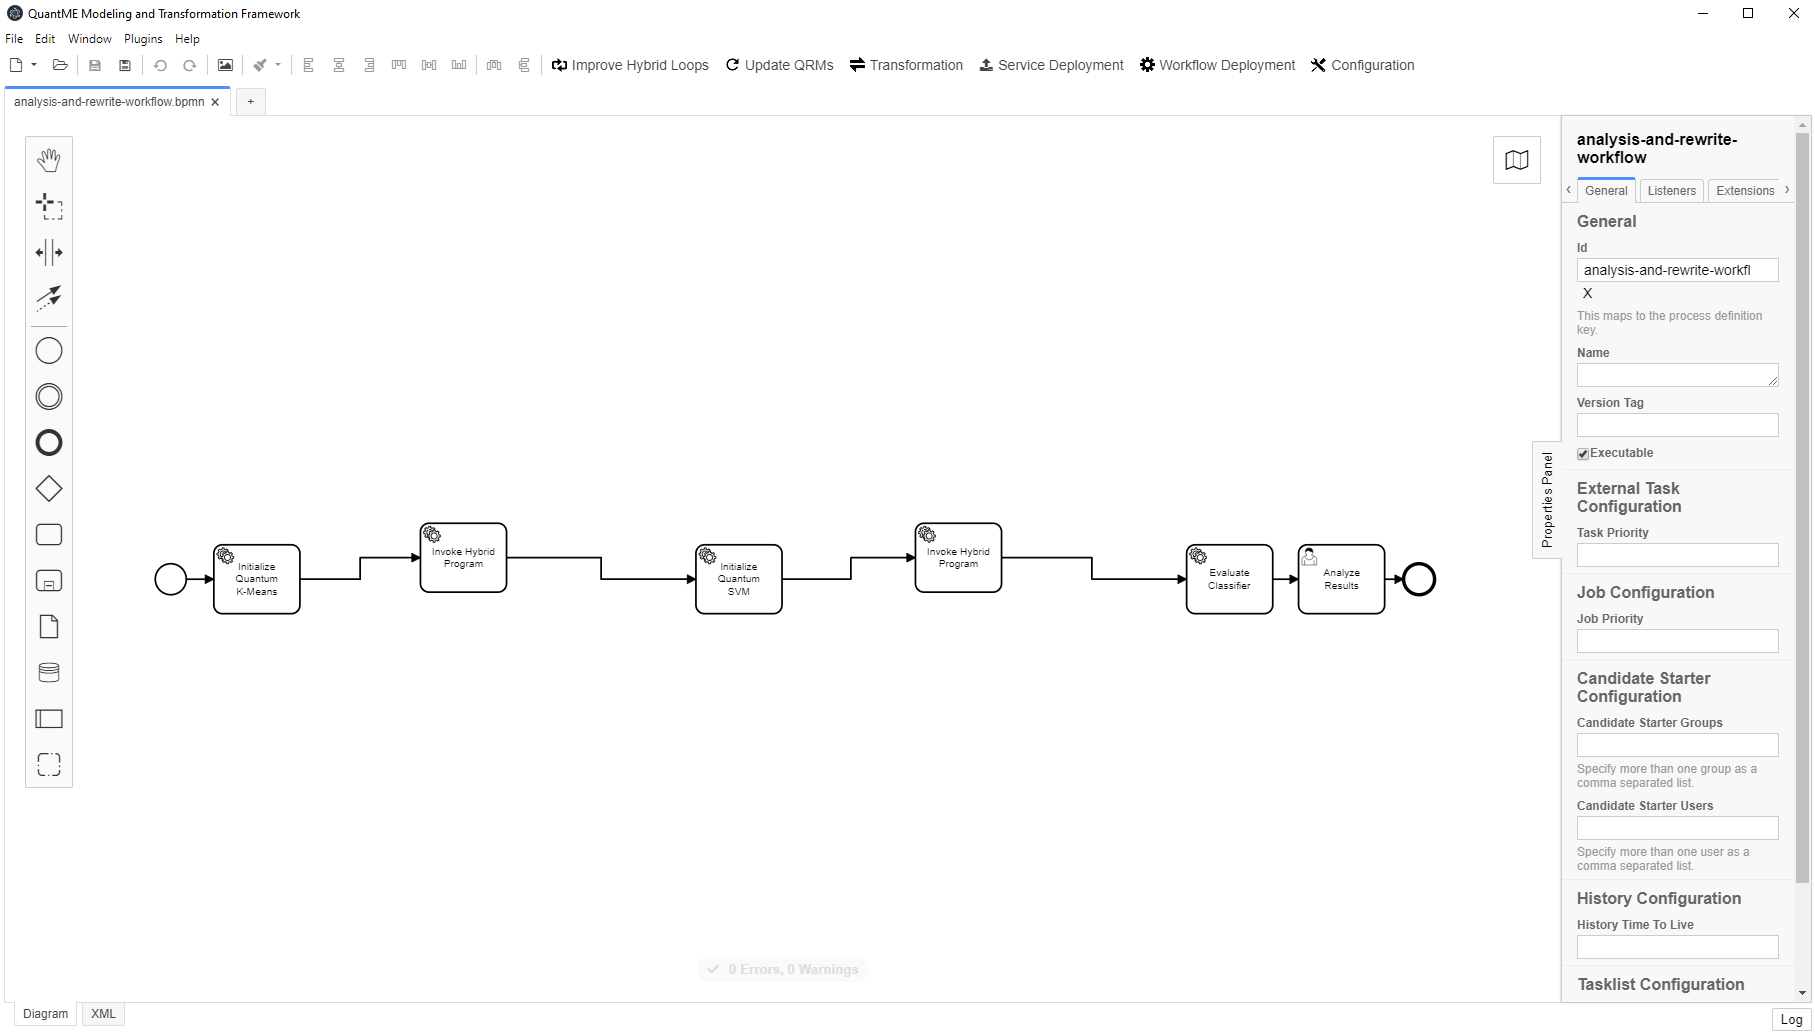 QuantME Modeling and Transformation Framework
File Edit Window Plugins Help
Improve Hybrid Loops Update QRMs Transformation Service Deployment Workflow Deployment Configuration
analysis-and-rewrite-workflow.bpmn
+
analysis-and-rewrite-
workflow
General Listeners Extensions
General
Id
analysis-and-rewrite-workfl
X
This maps to the process definition
key.
Name
Version Tag
Executable
External Task
Configuration
Task Priority
Job Configuration
Job Priority
Candidate Starter
Configuration
Candidate Starter Groups
Specify more than one group as a
comma separated list.
Candidate Starter Users
Specify more than one user as a
comma separated list.
History Configuration
History Time To Live
Tasklist Configuration
Properties Panel
Initialize
Quantum
K-Means
Invoke Hybrid
Program
Initialize
Quantum
SVM
Invoke Hybrid
Program
Evaluate
Classifier
Analyze
Results
0 Errors, 0 Warnings
Diagram XML
Log